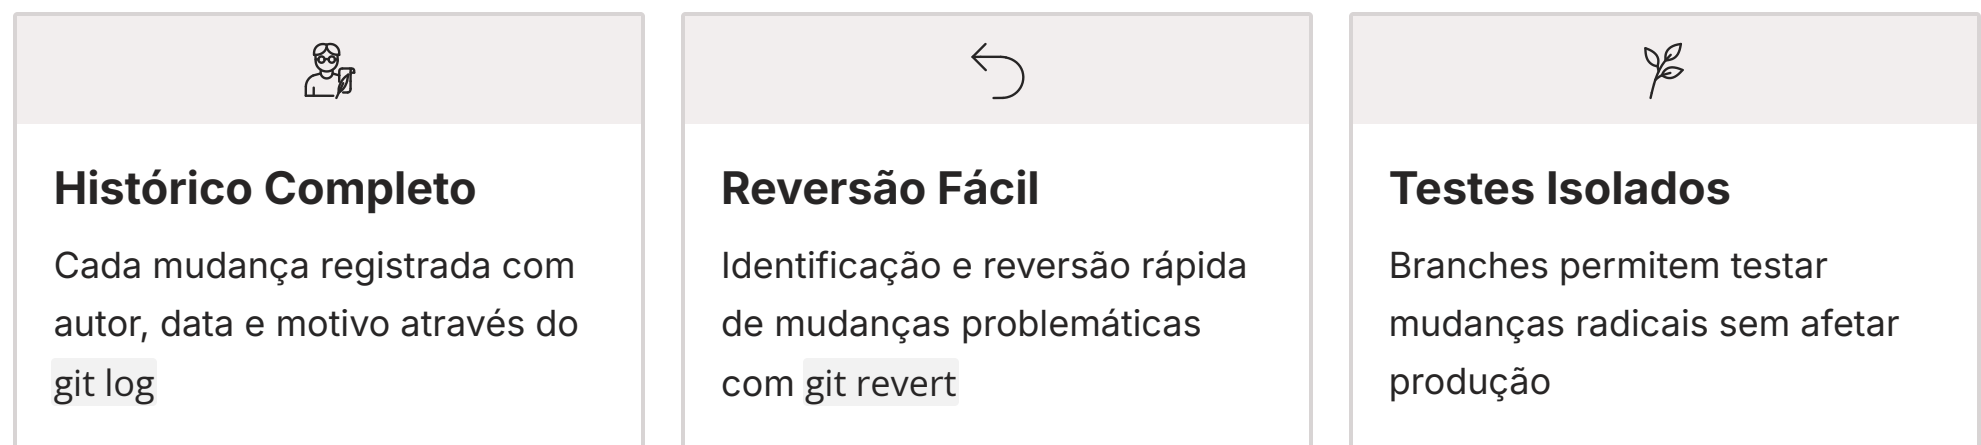 Histórico Completo
Cada mudança registrada com
autor, data e motivo através do
git log
Reversão Fácil
Identificação e reversão rápida
de mudanças problemáticas
com git revert
Testes Isolados
Branches permitem testar
mudanças radicais sem afetar
produção